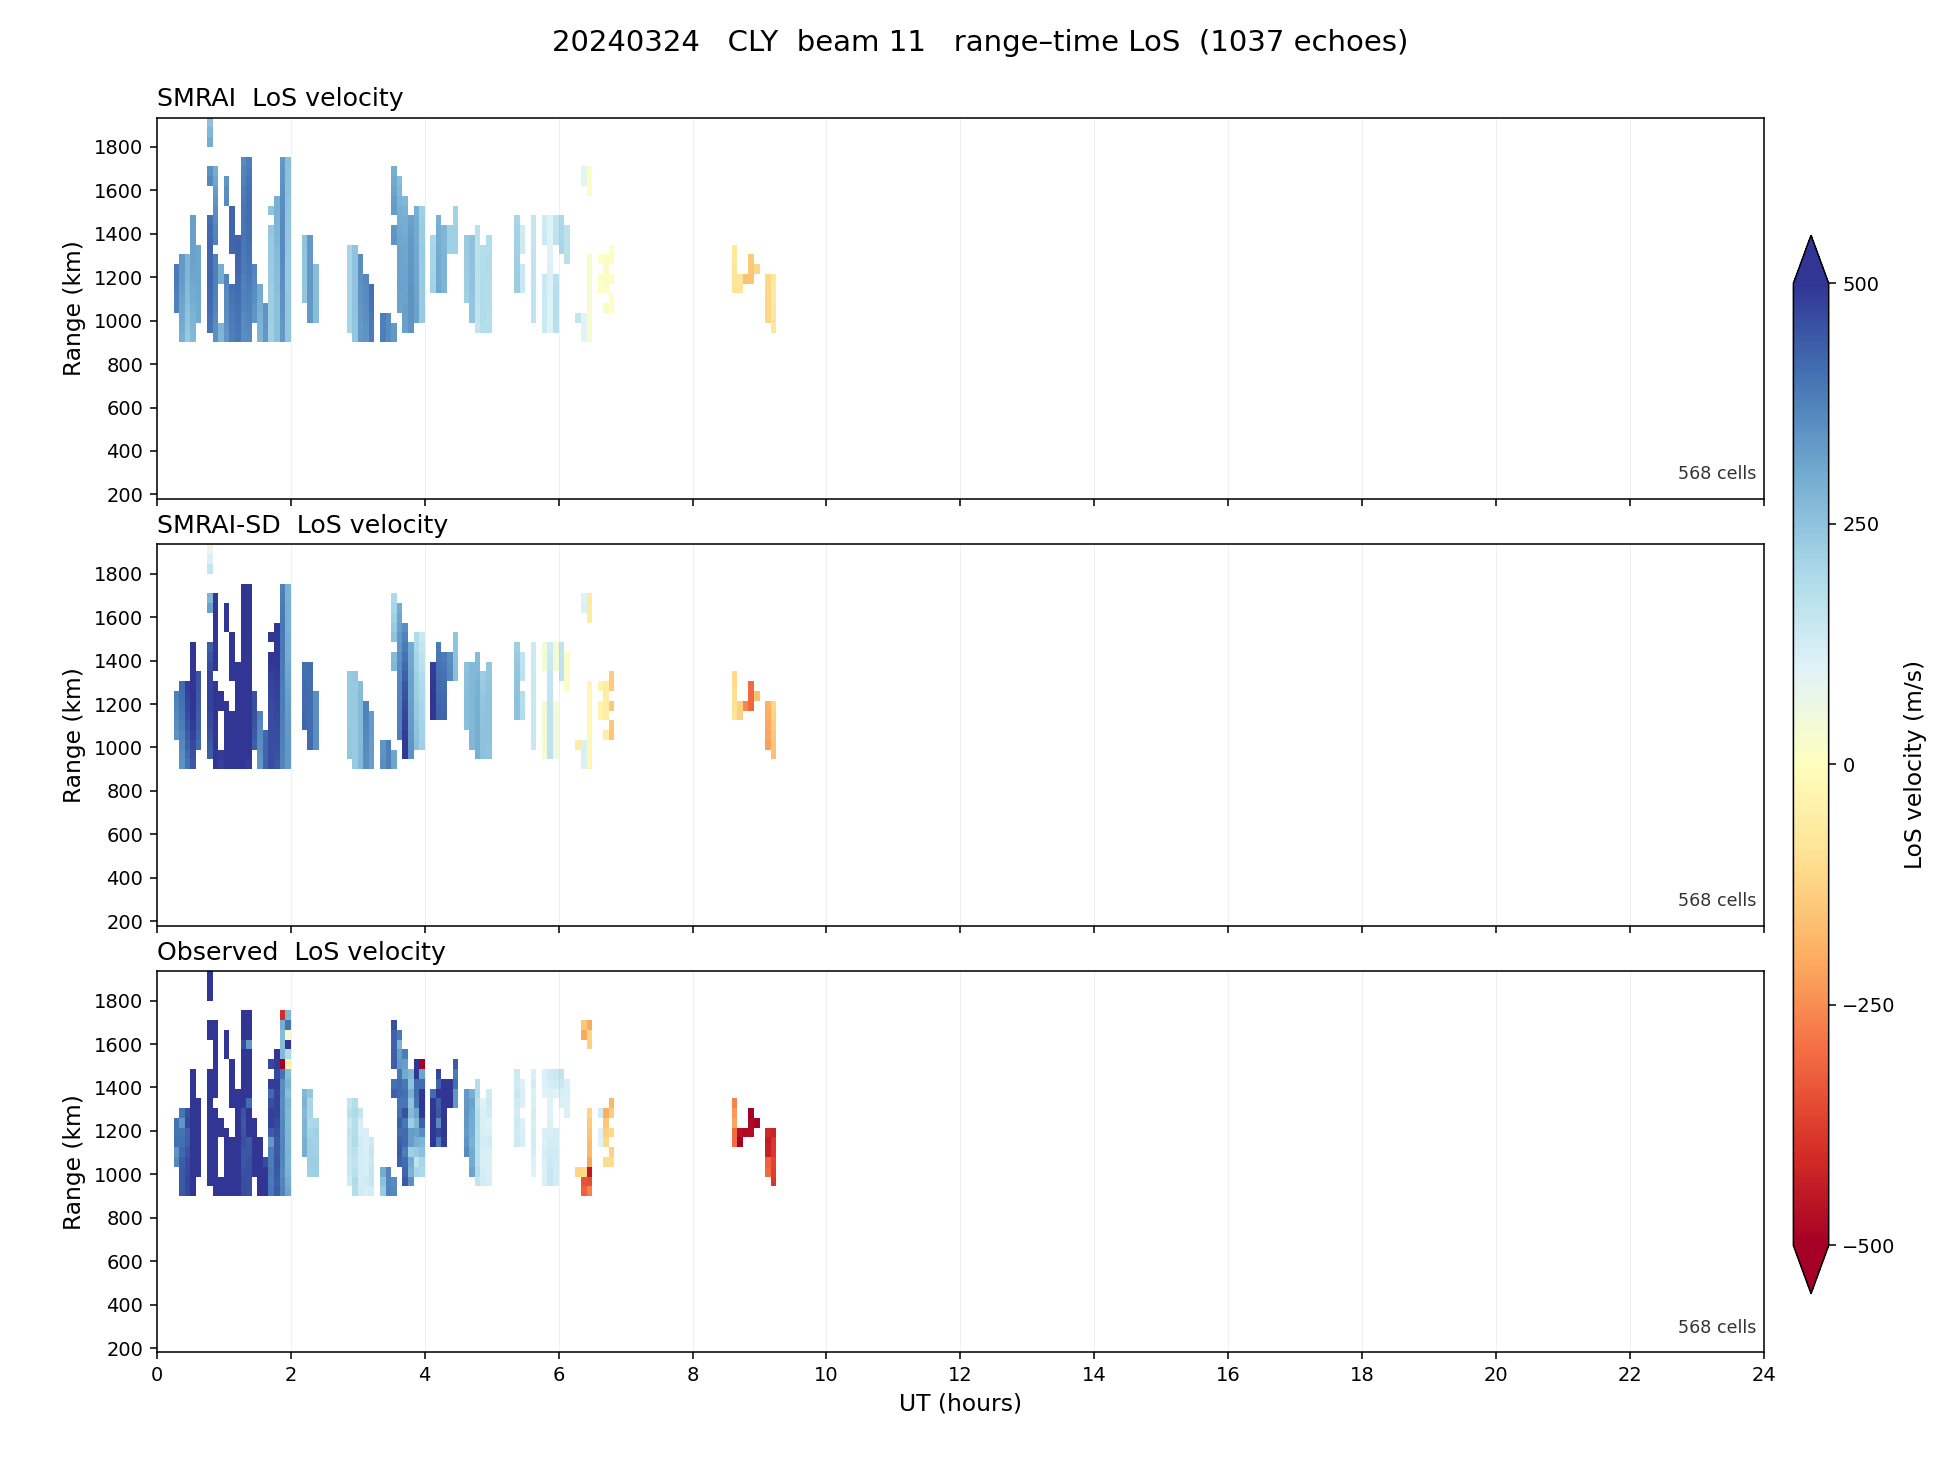 20240324   CLY  beam 11   range–time LoS  (1037 echoes)
SMRAI  LoS velocity
Range (km)
1800
1600
1400
1200
1000
800
600
400
200
568 cells
SMRAI-SD  LoS velocity
Range (km)
1800
1600
1400
1200
1000
800
600
400
200
568 cells
Observed  LoS velocity
Range (km)
1800
1600
1400
1200
1000
800
600
400
200
568 cells
0 2 4 6 8 10 12 14 16 18 20 22 24
UT (hours)
500
250
0
−250
−500
LoS velocity (m/s)